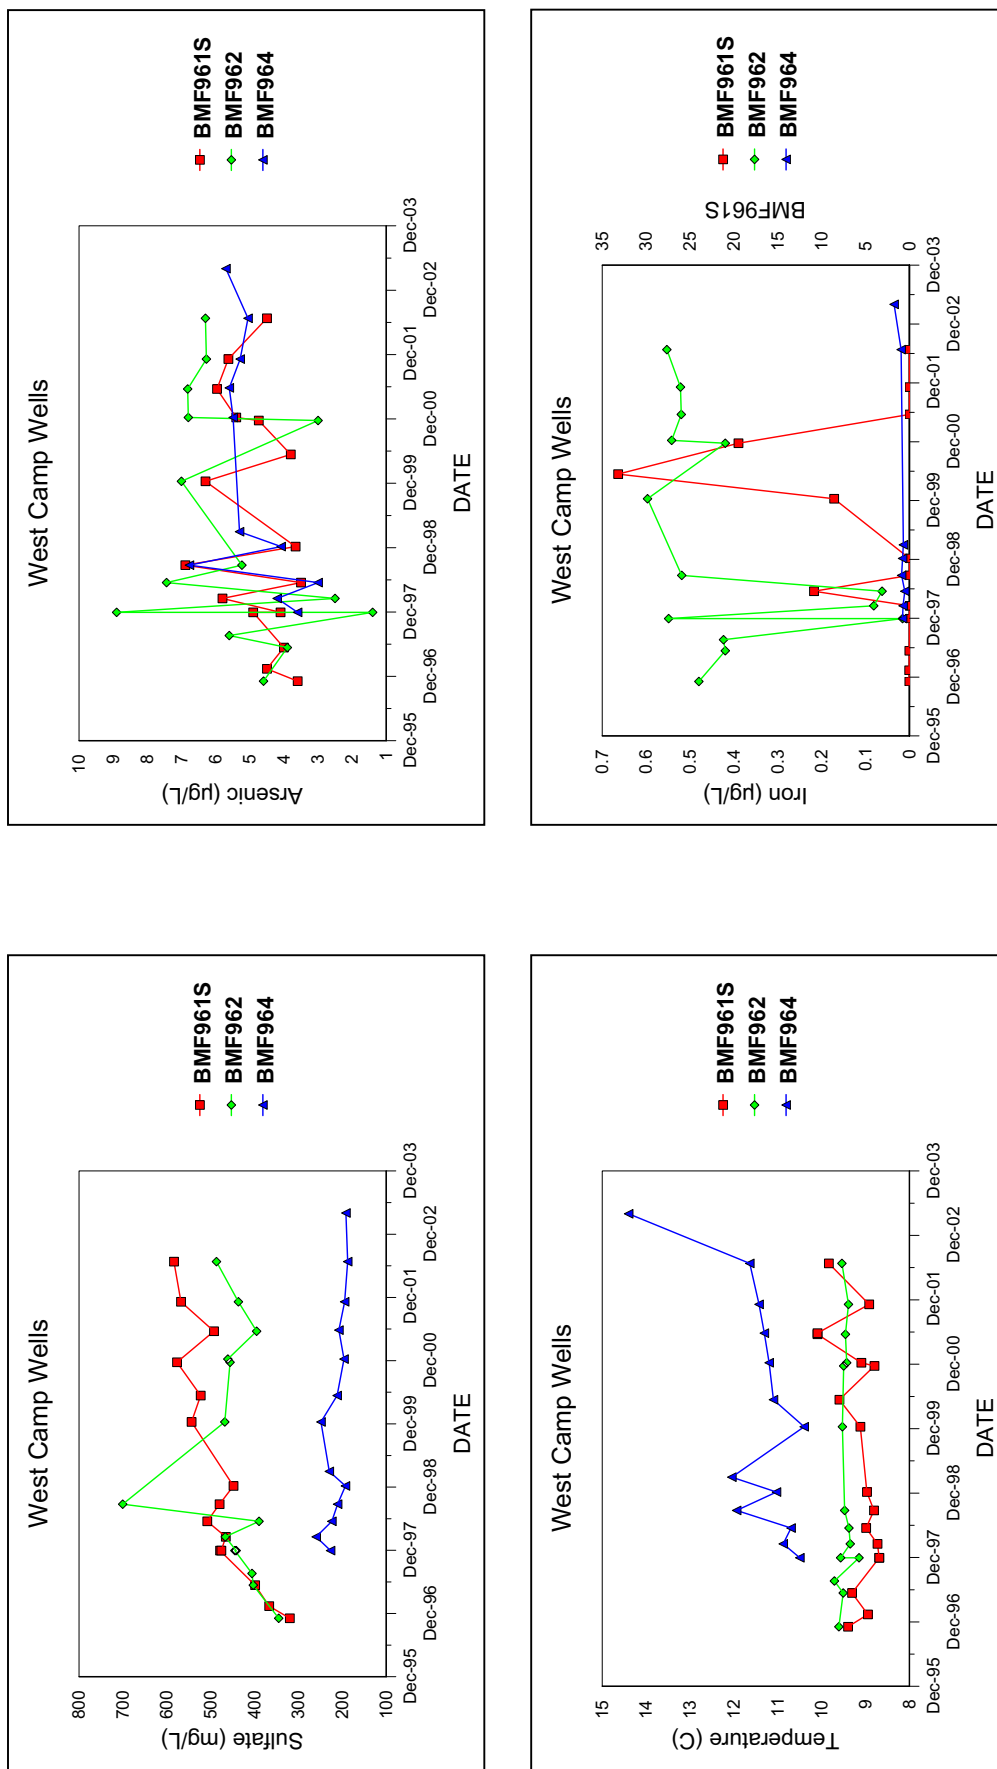 West Camp Wells
Sulfate (mg/L)
800
700
600
500
400
300
200
100
Dec-95
Dec-96
Dec-97
Dec-98
Dec-99
Dec-00
Dec-01
Dec-02
Dec-03
DATE
BMF961S
BMF962
BMF964
West Camp Wells
Arsenic (µg/L)
10
9
8
7
6
5
4
3
2
1
Dec-95
Dec-96
Dec-97
Dec-98
Dec-99
Dec-00
Dec-01
Dec-02
Dec-03
DATE
BMF961S
BMF962
BMF964
West Camp Wells
Temperature (C)
15
14
13
12
11
10
9
8
Dec-95
Dec-96
Dec-97
Dec-98
Dec-99
Dec-00
Dec-01
Dec-02
Dec-03
DATE
BMF961S
BMF962
BMF964
West Camp Wells
Iron (µg/L)
0.7
0.6
0.5
0.4
0.3
0.2
0.1
0
Dec-95
Dec-96
Dec-97
Dec-98
Dec-99
Dec-00
Dec-01
Dec-02
Dec-03
DATE
35
30
25
20
15
10
5
0
BMF961S
BMF961S
BMF962
BMF964